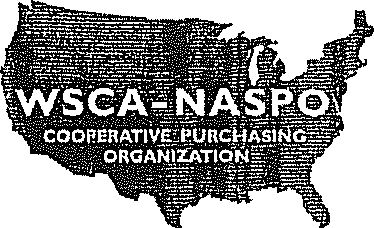 WSCA-NASPO
COOPERATIVE PURCHASING
ORGANIZATION